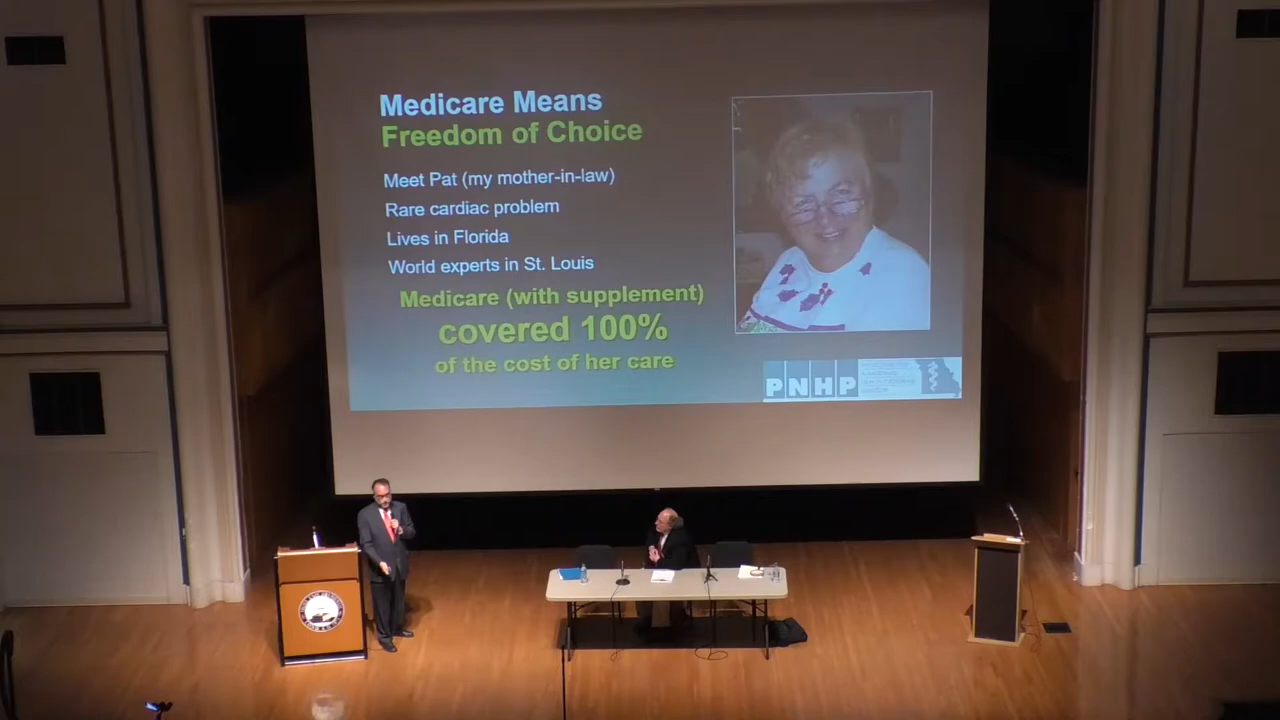 Medicare Means
Freedom of Choice
Meet Pat (my mother-in-law)
Rare cardiac problem
Lives in Florida
World experts in St. Louis
Medicare (with supplement)
covered 100%
of the cost of her care
PNHP